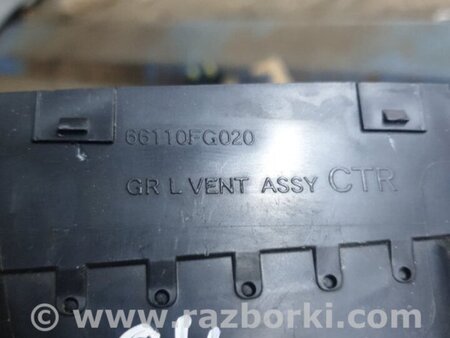 66110FG020
GR L VENT ASSY CTR
© www.razborki.com